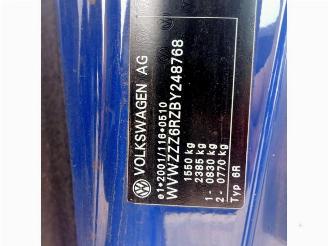 VOLKSWAGEN AG
e1*2001/116*0510
WVWZZZ6RZBY248768
1550 kg
2385 kg
1- 0830 kg
2- 0770 kg
Typ 6R